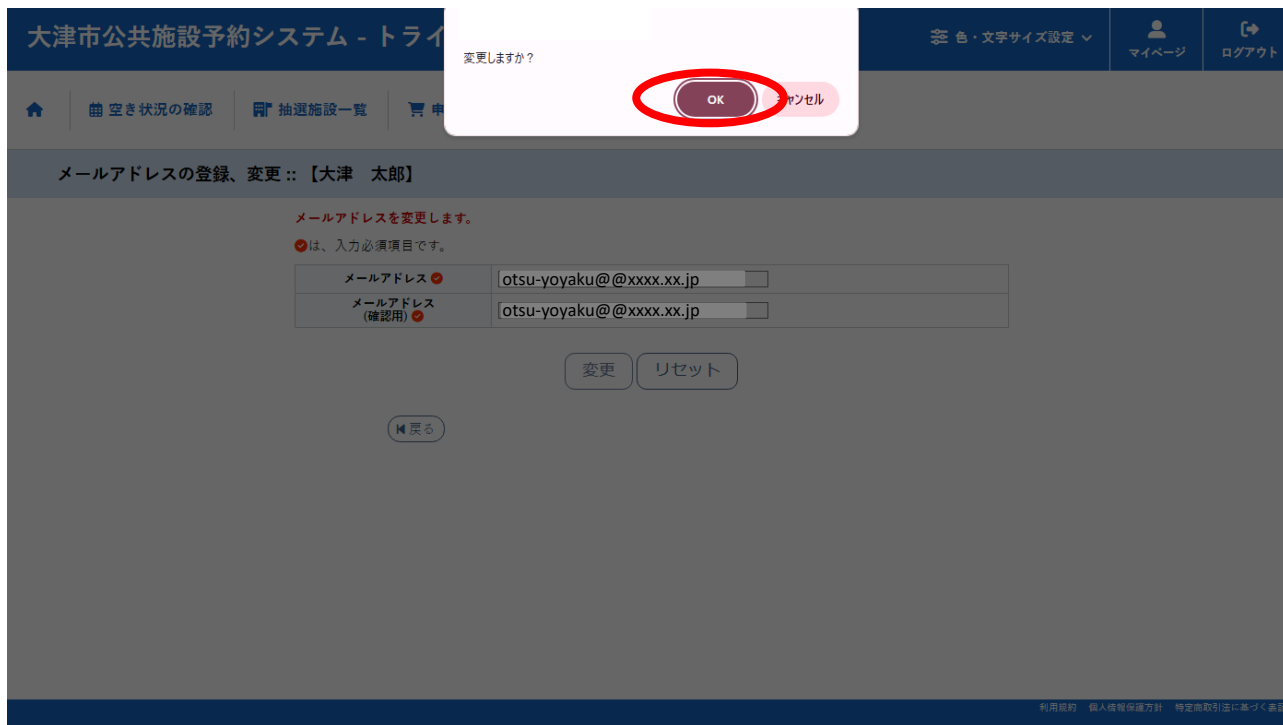 大津市公共施設予約システム - トライ
変更しますか？
OK
キャンセル
色・文字サイズ設定
マイページ
ログアウト
空き状況の確認
抽選施設一覧
申
メールアドレスの登録、変更 :: 【大津　太郎】
メールアドレスを変更します。
は、入力必須項目です。
メールアドレス
otsu-yoyaku@@xxxx.xx.jp
メールアドレス
(確認用)
otsu-yoyaku@@xxxx.xx.jp
変更
リセット
戻る
利用規約 個人情報保護方針 特定商取引法に基づく表記